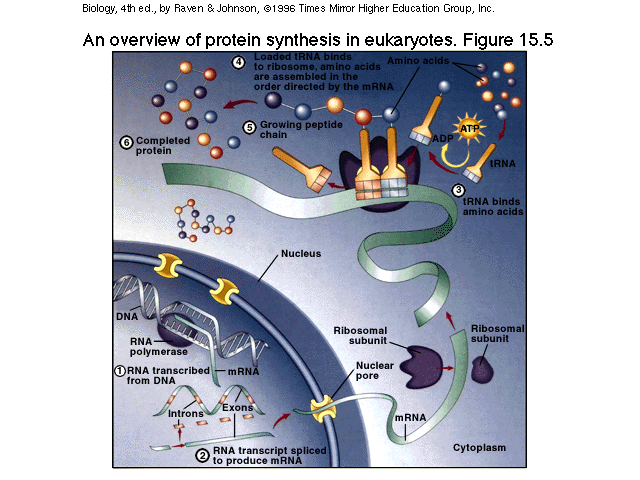 Biology, 4th ed., by Raven & Johnson, ©1996 Times Mirror Higher Education Group, Inc.
An overview of protein synthesis in eukaryotes. Figure 15.5
4 Loaded tRNA binds
to ribosome, amino acids
are assembled in the
order directed by the mRNA
Amino acids
5 Growing peptide
chain
6 Completed
protein
ATP
ADP
tRNA
3
tRNA binds
amino acids
Nucleus
DNA
RNA
polymerase
mRNA
1 RNA transcribed
from DNA
Introns
Exons
2 RNA transcript spliced
to produce mRNA
Ribosomal
subunit
Ribosomal
subunit
Nuclear
pore
mRNA
Cytoplasm